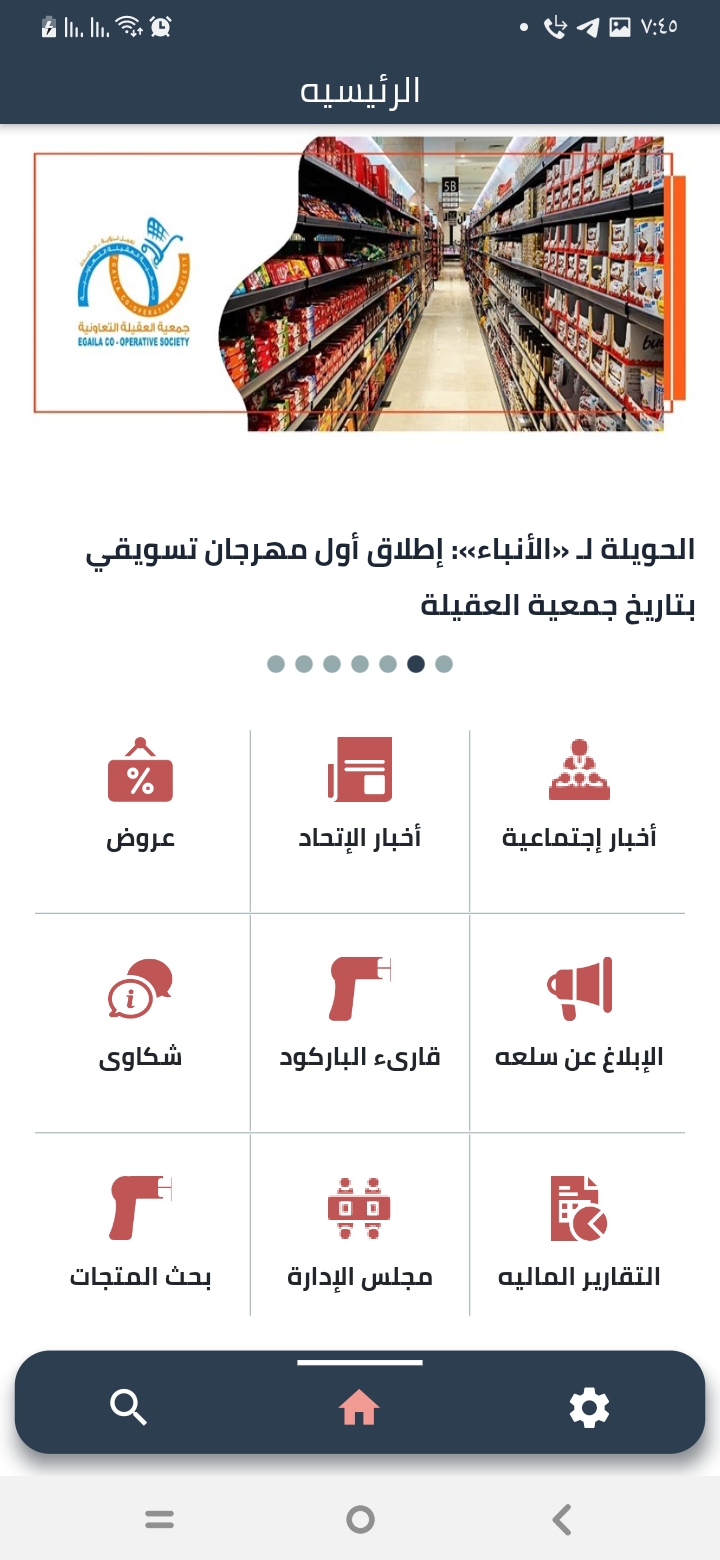 ٧:٤٥
الرئيسيه
5B
جمعية العقيلة التعاونية
EGAILA CO - OPERATIVE SOCIETY
الحويلة لـ «الأنباء»: إطلاق أول مهرجان تسويقي
بتاريخ جمعية العقيلة
أخبار إجتماعية
أخبار الإتحاد
عروض
الإبلاغ عن سلعه
قارىء الباركود
شكاوى
التقارير الماليه
مجلس الإدارة
بحث المتجات